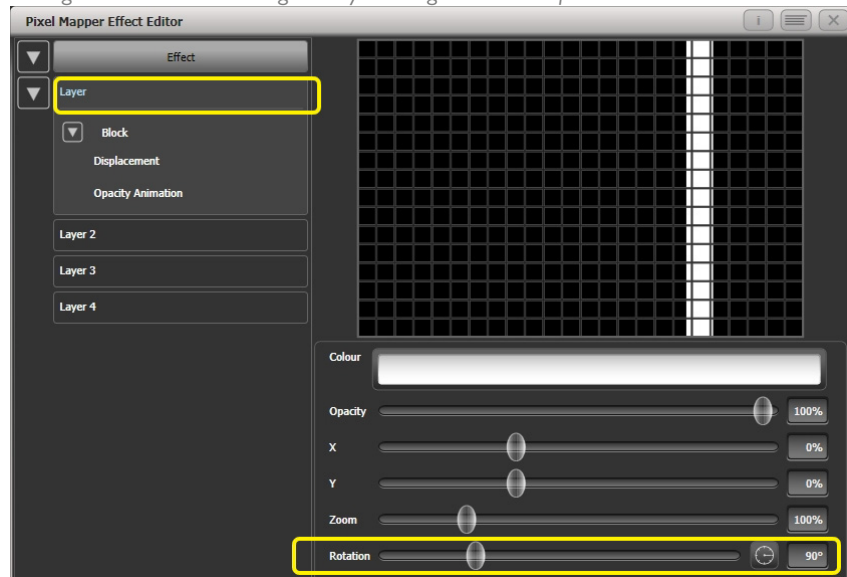 Pixel Mapper Effect Editor
Effect
Layer
Block
Displacement
Opacity Animation
Layer 2
Layer 3
Layer 4
Colour
Opacity 100%
X 0%
Y 0%
Zoom 100%
Rotation 90°